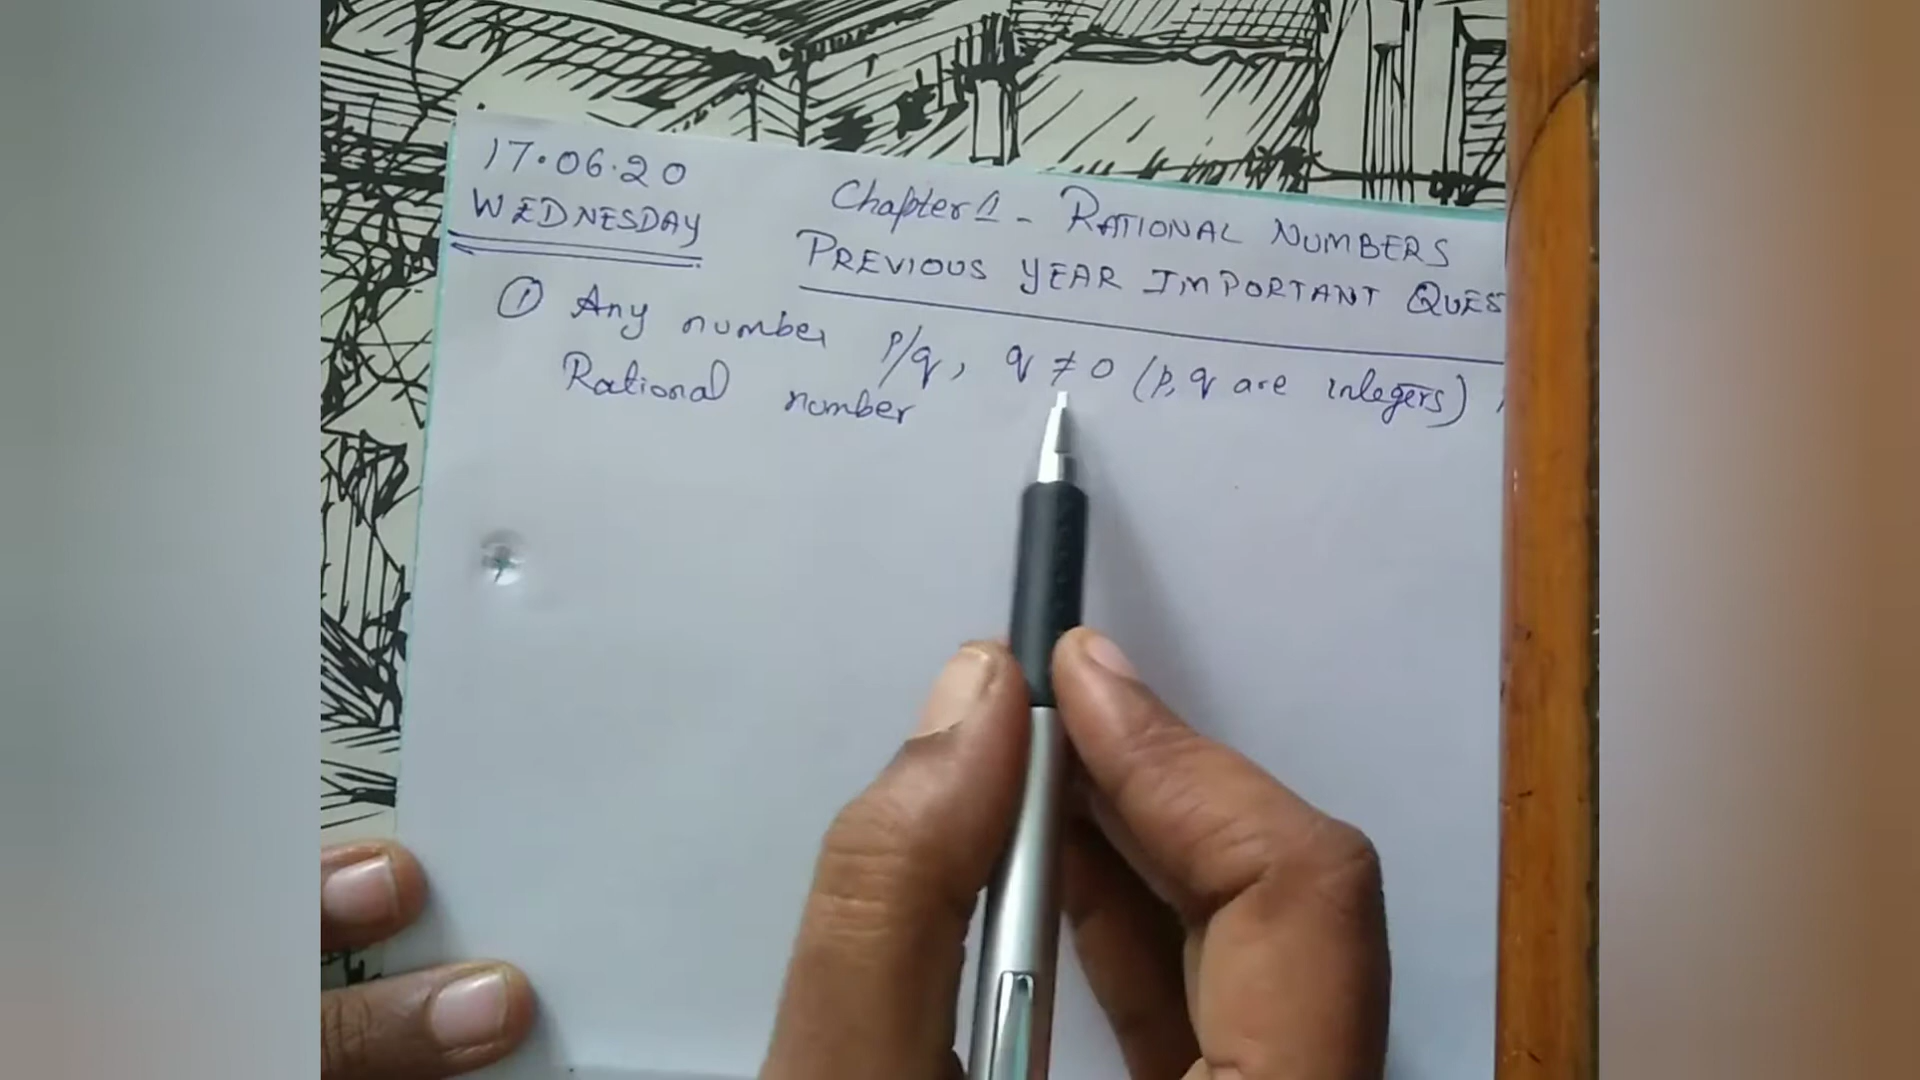 17.06.20
WEDNESDAY
Chapter 1 - RATIONAL NUMBERS
PREVIOUS YEAR IMPORTANT QUES
① Any number p/q, q ≠ 0 (p, q are integers)
Rational number